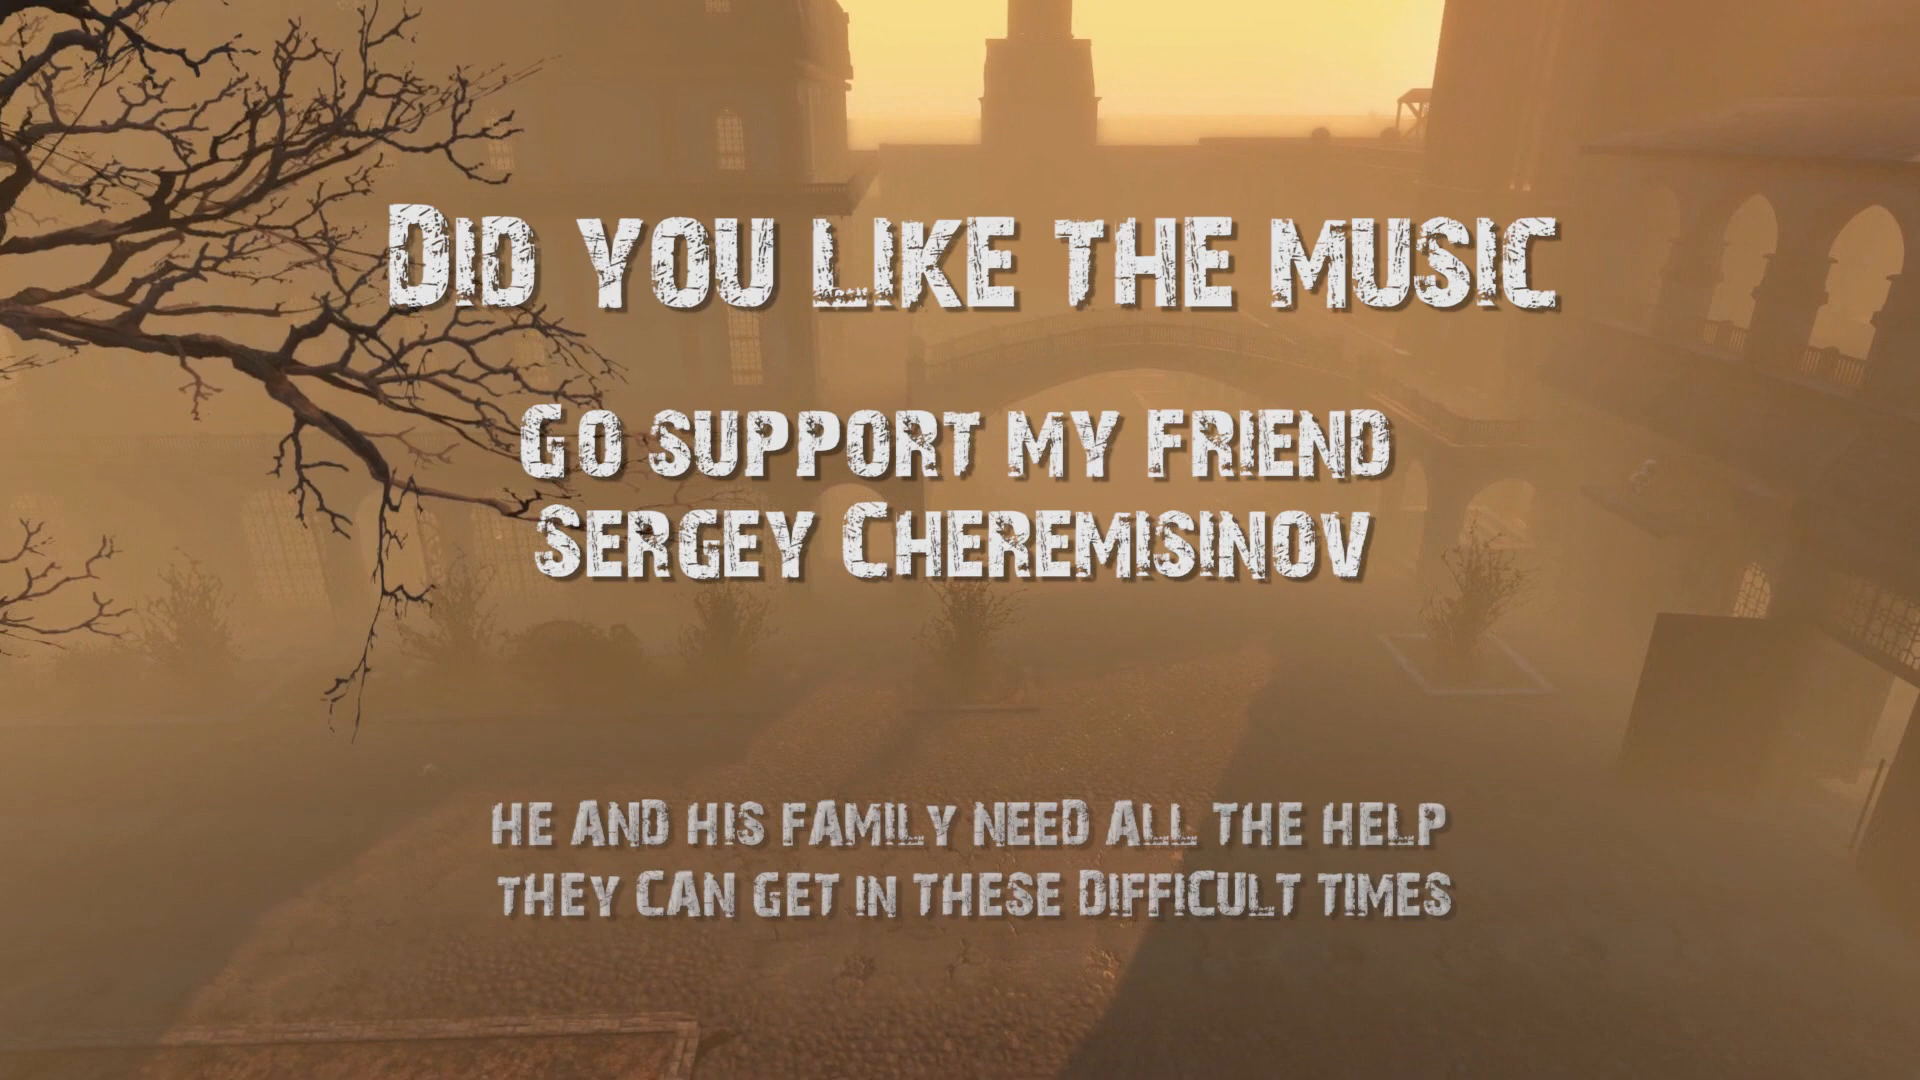 Did you like the music
Go support my friend
Sergey Cheremisinov
He and his family need all the help
they can get in these difficult times